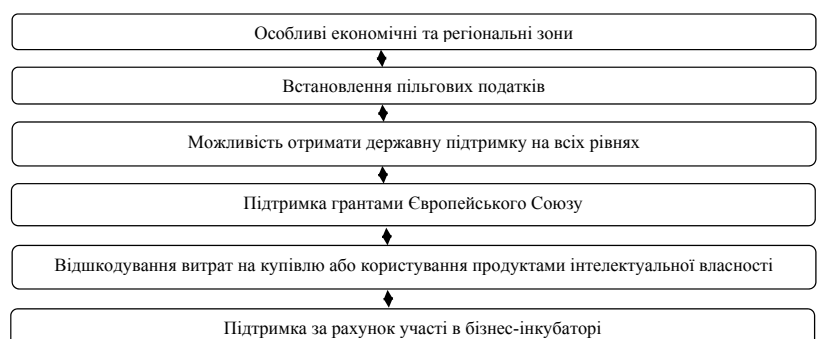 Особливі економічні та регіональні зони
Встановлення пільгових податків
Можливість отримати державну підтримку на всіх рівнях
Підтримка грантами Європейського Союзу
Відшкодування витрат на купівлю або користування продуктами інтелектуальної власності
Підтримка за рахунок участі в бізнес-інкубаторі